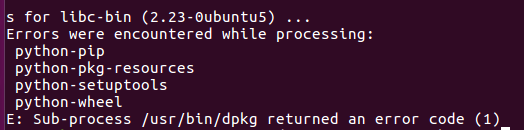 s for libc-bin (2.23-0ubuntu5) ...
Errors were encountered while processing:
 python-pip
 python-pkg-resources
 python-setuptools
 python-wheel
E: Sub-process /usr/bin/dpkg returned an error code (1)